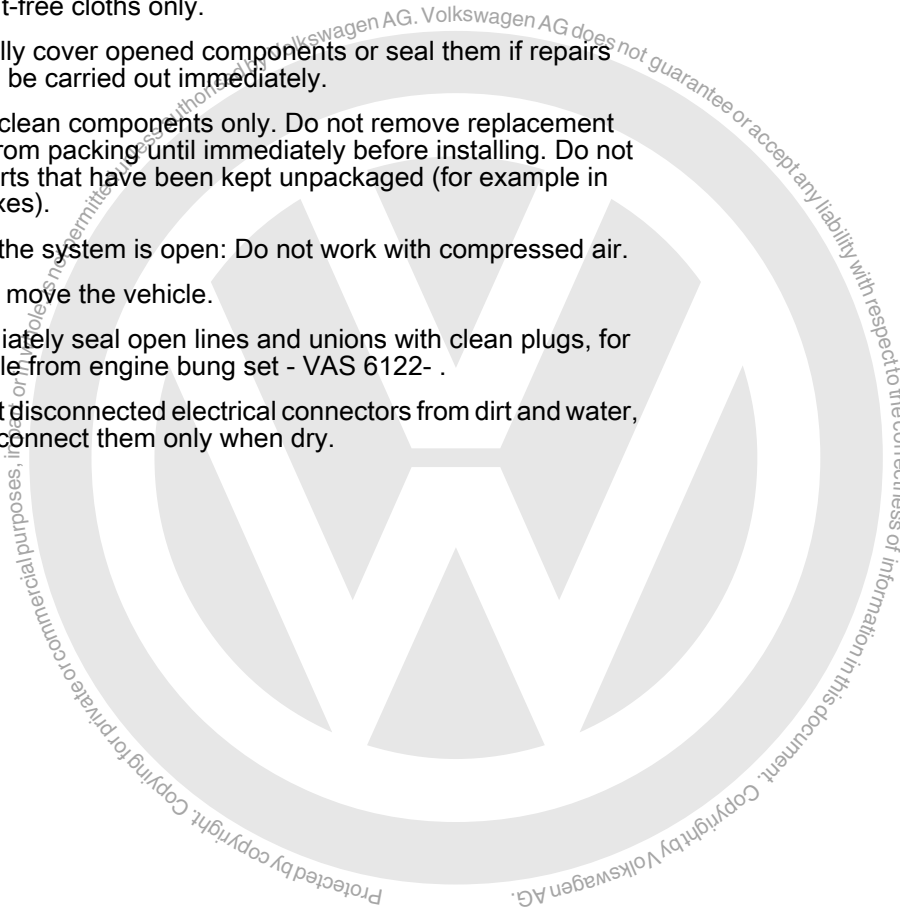 t-free cloths only.
lly cover opened components or seal them if repairs
be carried out immediately.
clean components only. Do not remove replacement
rom packing until immediately before installing. Do not
rts that have been kept unpackaged (for example in
xes).
the system is open: Do not work with compressed air.
move the vehicle.
iately seal open lines and unions with clean plugs, for
le from engine bung set - VAS 6122- .
t disconnected electrical connectors from dirt and water,
connect them only when dry.
Protected by copyright. Copying for private or commercial purposes, in part or in whole, is not permitted unless authorised by Volkswagen AG. Volkswagen AG does not guarantee or accept any liability with respect to the correctness of information in this document. Copyright by Volkswagen AG.